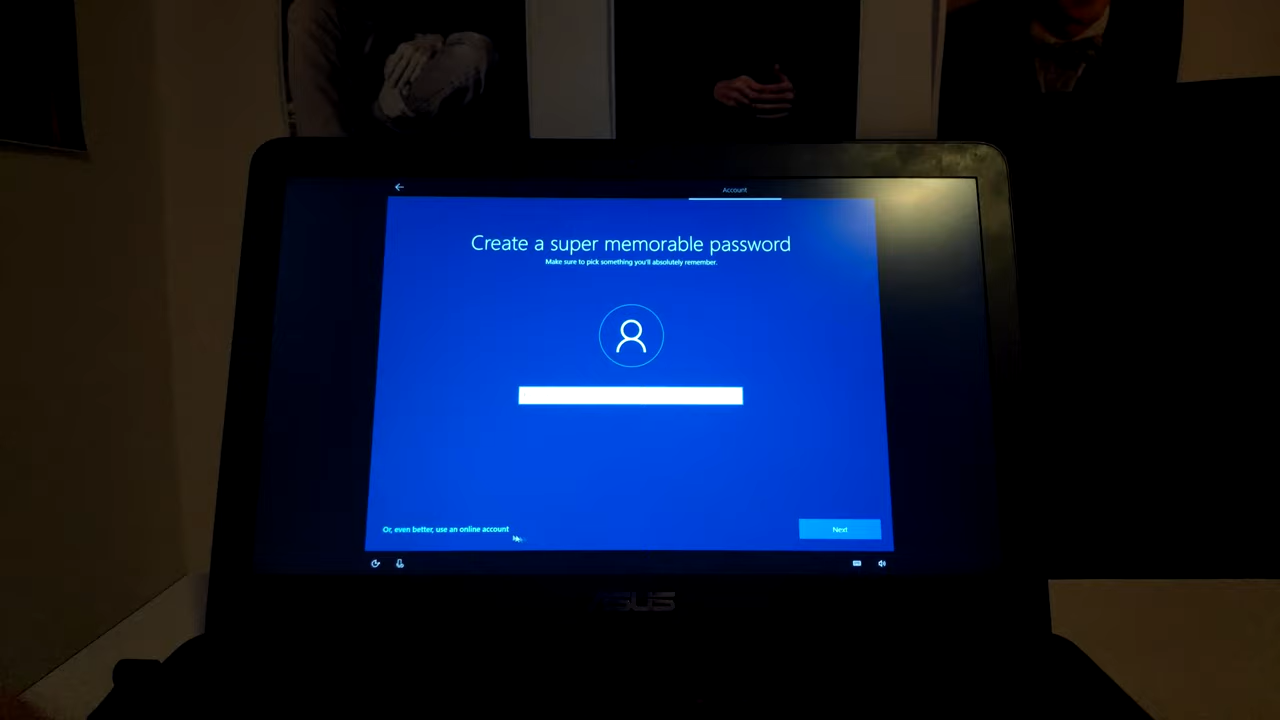 Account
Create a super memorable password
Make sure to pick something you'll absolutely remember.
Or, even better, use an online account
Next
ASUS